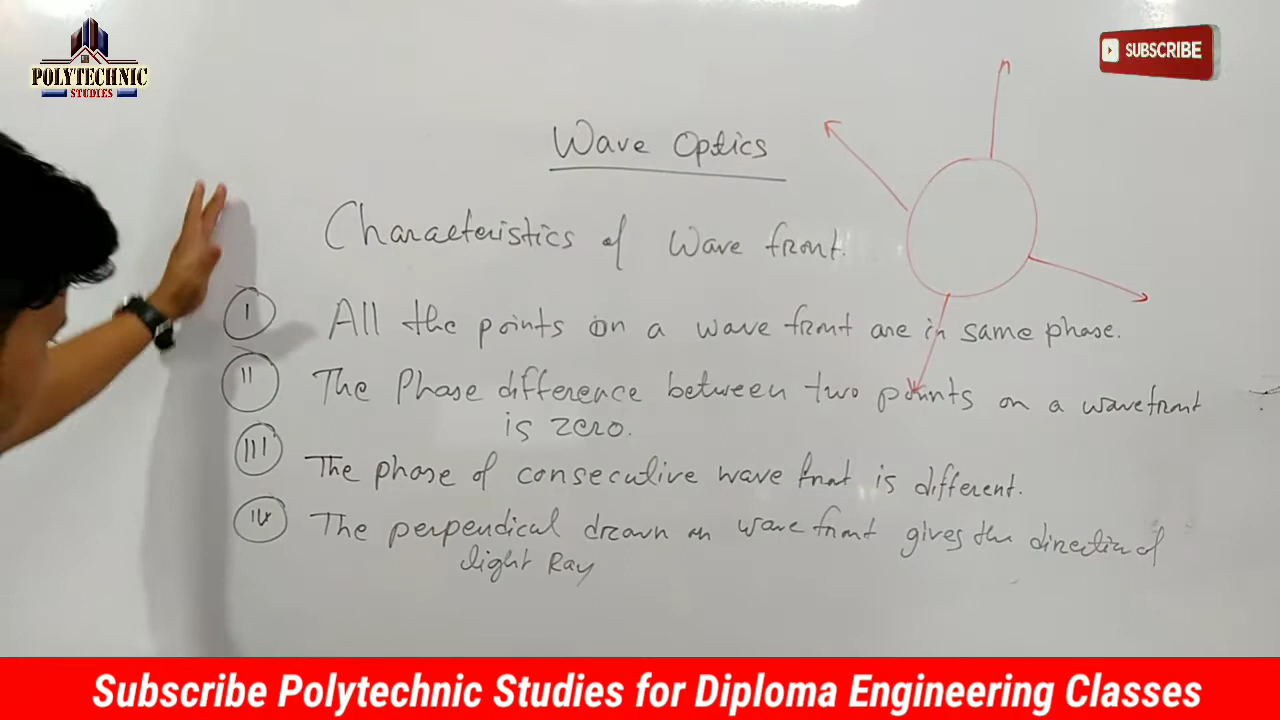 POLYTECHNIC
STUDIES
SUBSCRIBE
Wave Optics
Characteristics of Wave front.
I All the points on a wave front are in same phase.
II The Phase difference between two points on a wavefront
is zero.
III The phase of consecutive wave front is different.
IV The perpendical drawn on wave front gives the direction of
light Ray
Subscribe Polytechnic Studies for Diploma Engineering Classes